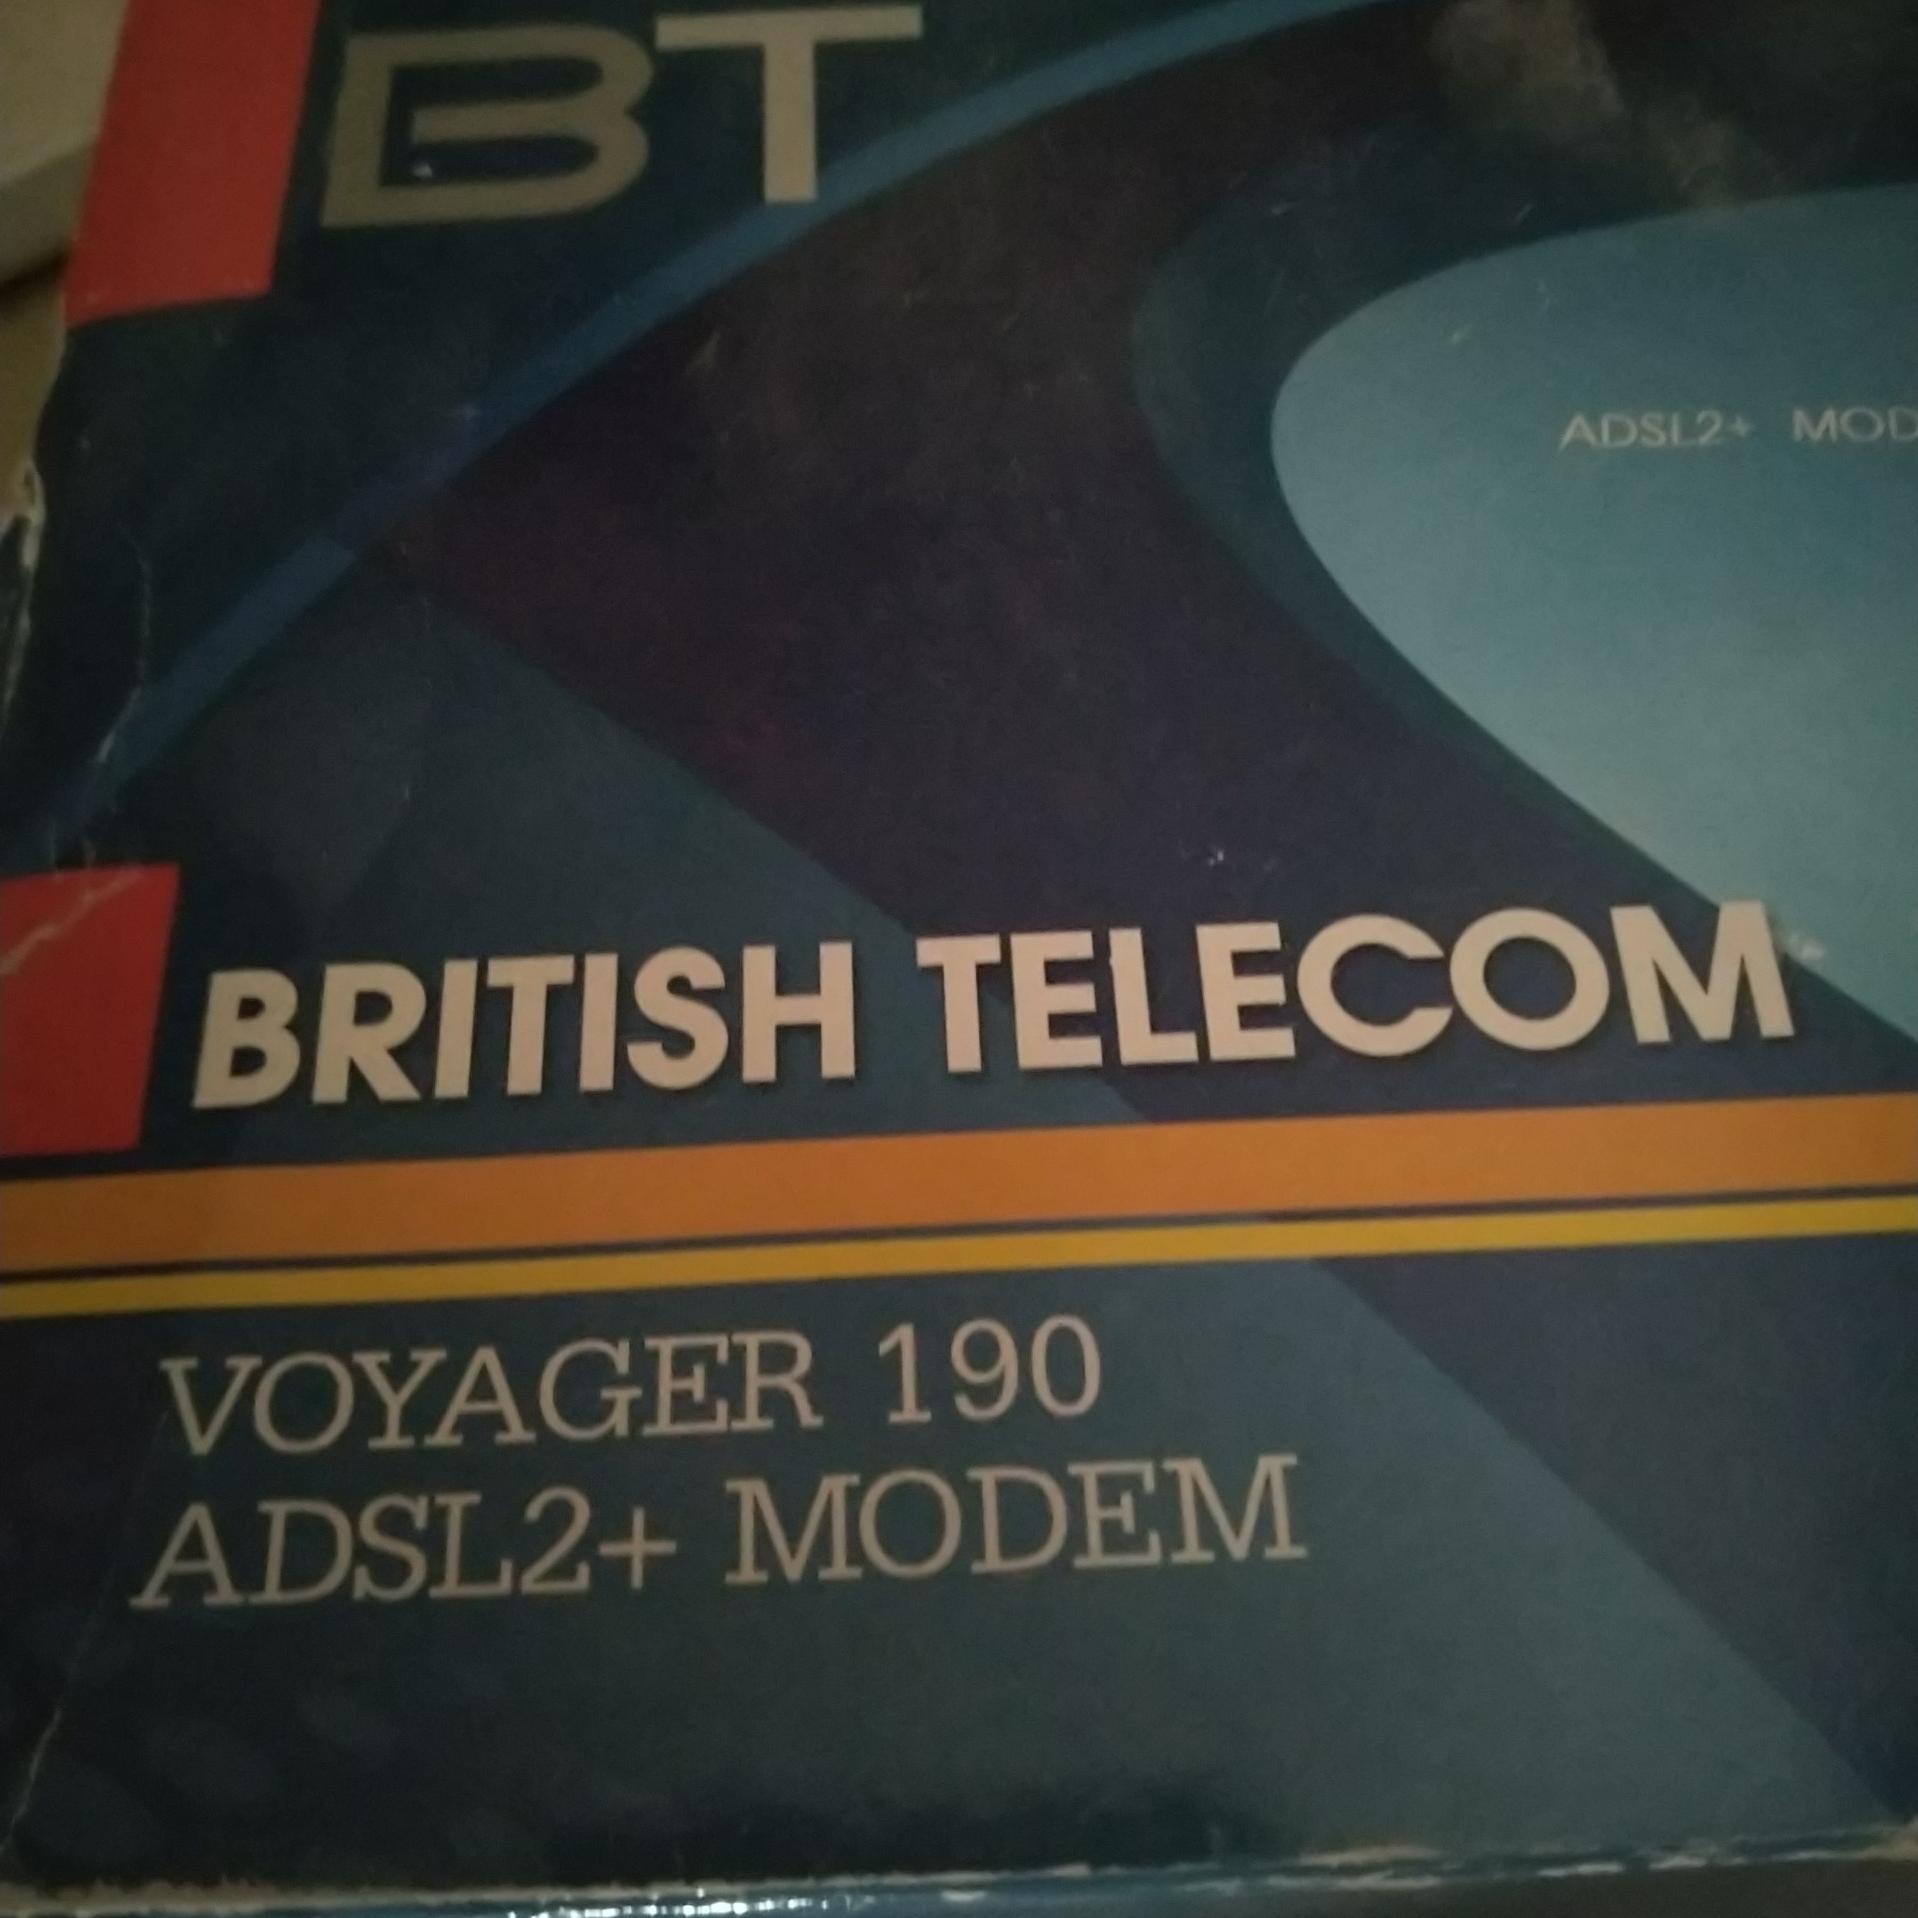 BT
ADSL2+ MOD
BRITISH TELECOM
VOYAGER 190
ADSL2+ MODEM